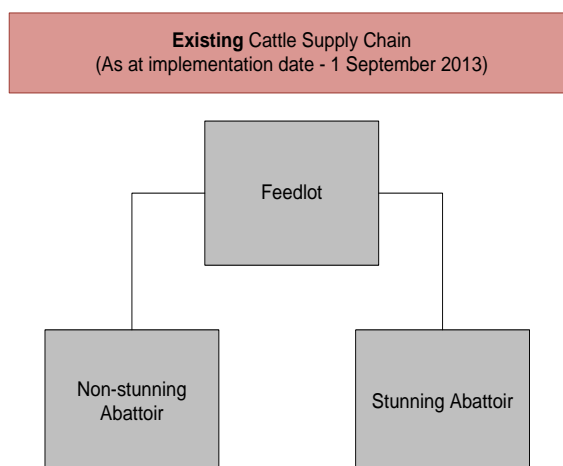 Existing Cattle Supply Chain
(As at implementation date - 1 September 2013)
Feedlot
Non-stunning
Abattoir
Stunning Abattoir